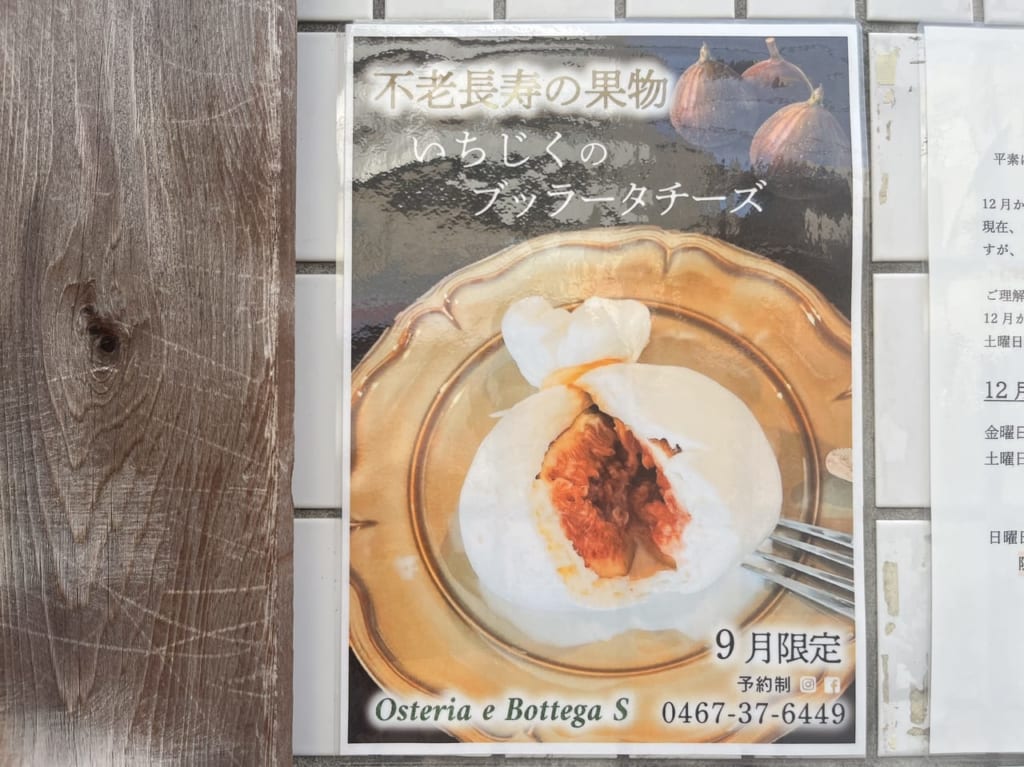 不老長寿の果物
いちじくの
ブッラータチーズ
9月限定
予約制
Osteria e Bottega S
0467-37-6449
12月か
現在、
すが、
ご理解
12月か
土曜日
12月
金曜日
土曜日
日曜日